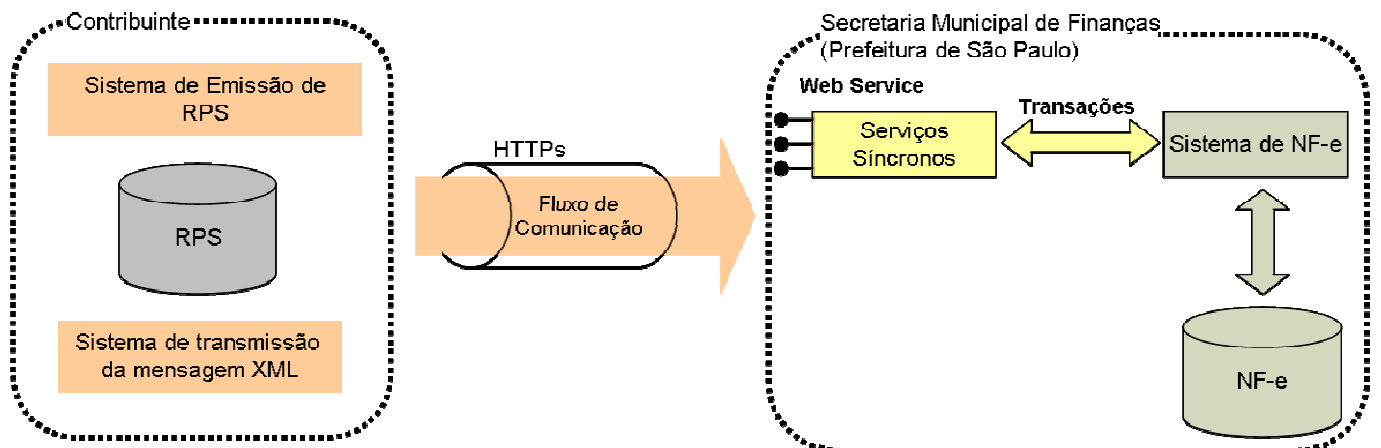 Contribuinte
Sistema de Emissão de
RPS
RPS
Sistema de transmissão
da mensagem XML
HTTPs
Fluxo de
Comunicação
Secretaria Municipal de Finanças
(Prefeitura de São Paulo)
Web Service
Serviços
Síncronos
Transações
Sistema de NF-e
NF-e